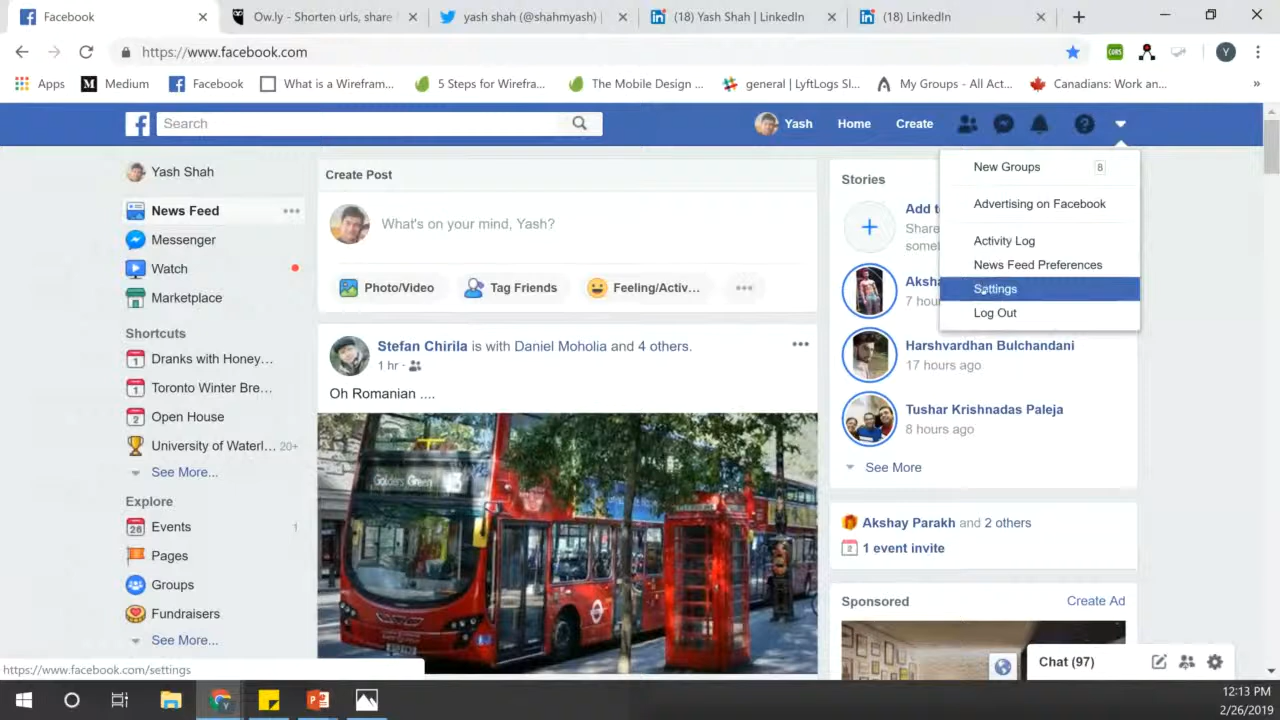 Facebook
Ow.ly - Shorten urls, share
yash shah (@shahmyash) |
(18) Yash Shah | LinkedIn
(18) LinkedIn
https://www.facebook.com
CORS
Y
Apps
Medium
Facebook
What is a Wirefram...
5 Steps for Wirefra...
The Mobile Design ...
general | LyftLogs Sl...
My Groups - All Act...
Canadians: Work an...
»
Search
Yash
Home
Create
Yash Shah
News Feed
Messenger
Watch
Marketplace
Shortcuts
Dranks with Honey...
Toronto Winter Bre...
Open House
University of Waterl... 20+
See More...
Explore
Events 1
Pages
Groups
Fundraisers
See More...
Create Post
What's on your mind, Yash?
Photo/Video
Tag Friends
Feeling/Activ...
Stefan Chirila is with Daniel Moholia and 4 others.
1 hr ·
Oh Romanian ....
Golders Green 13
Stories
Add t
Share
some
Aksha
7 hou
Harshvardhan Bulchandani
17 hours ago
Tushar Krishnadas Paleja
8 hours ago
See More
New Groups 8
Advertising on Facebook
Activity Log
News Feed Preferences
Settings
Log Out
Akshay Parakh and 2 others
1 event invite
Sponsored
Create Ad
Chat (97)
https://www.facebook.com/settings
12:13 PM
2/26/2019